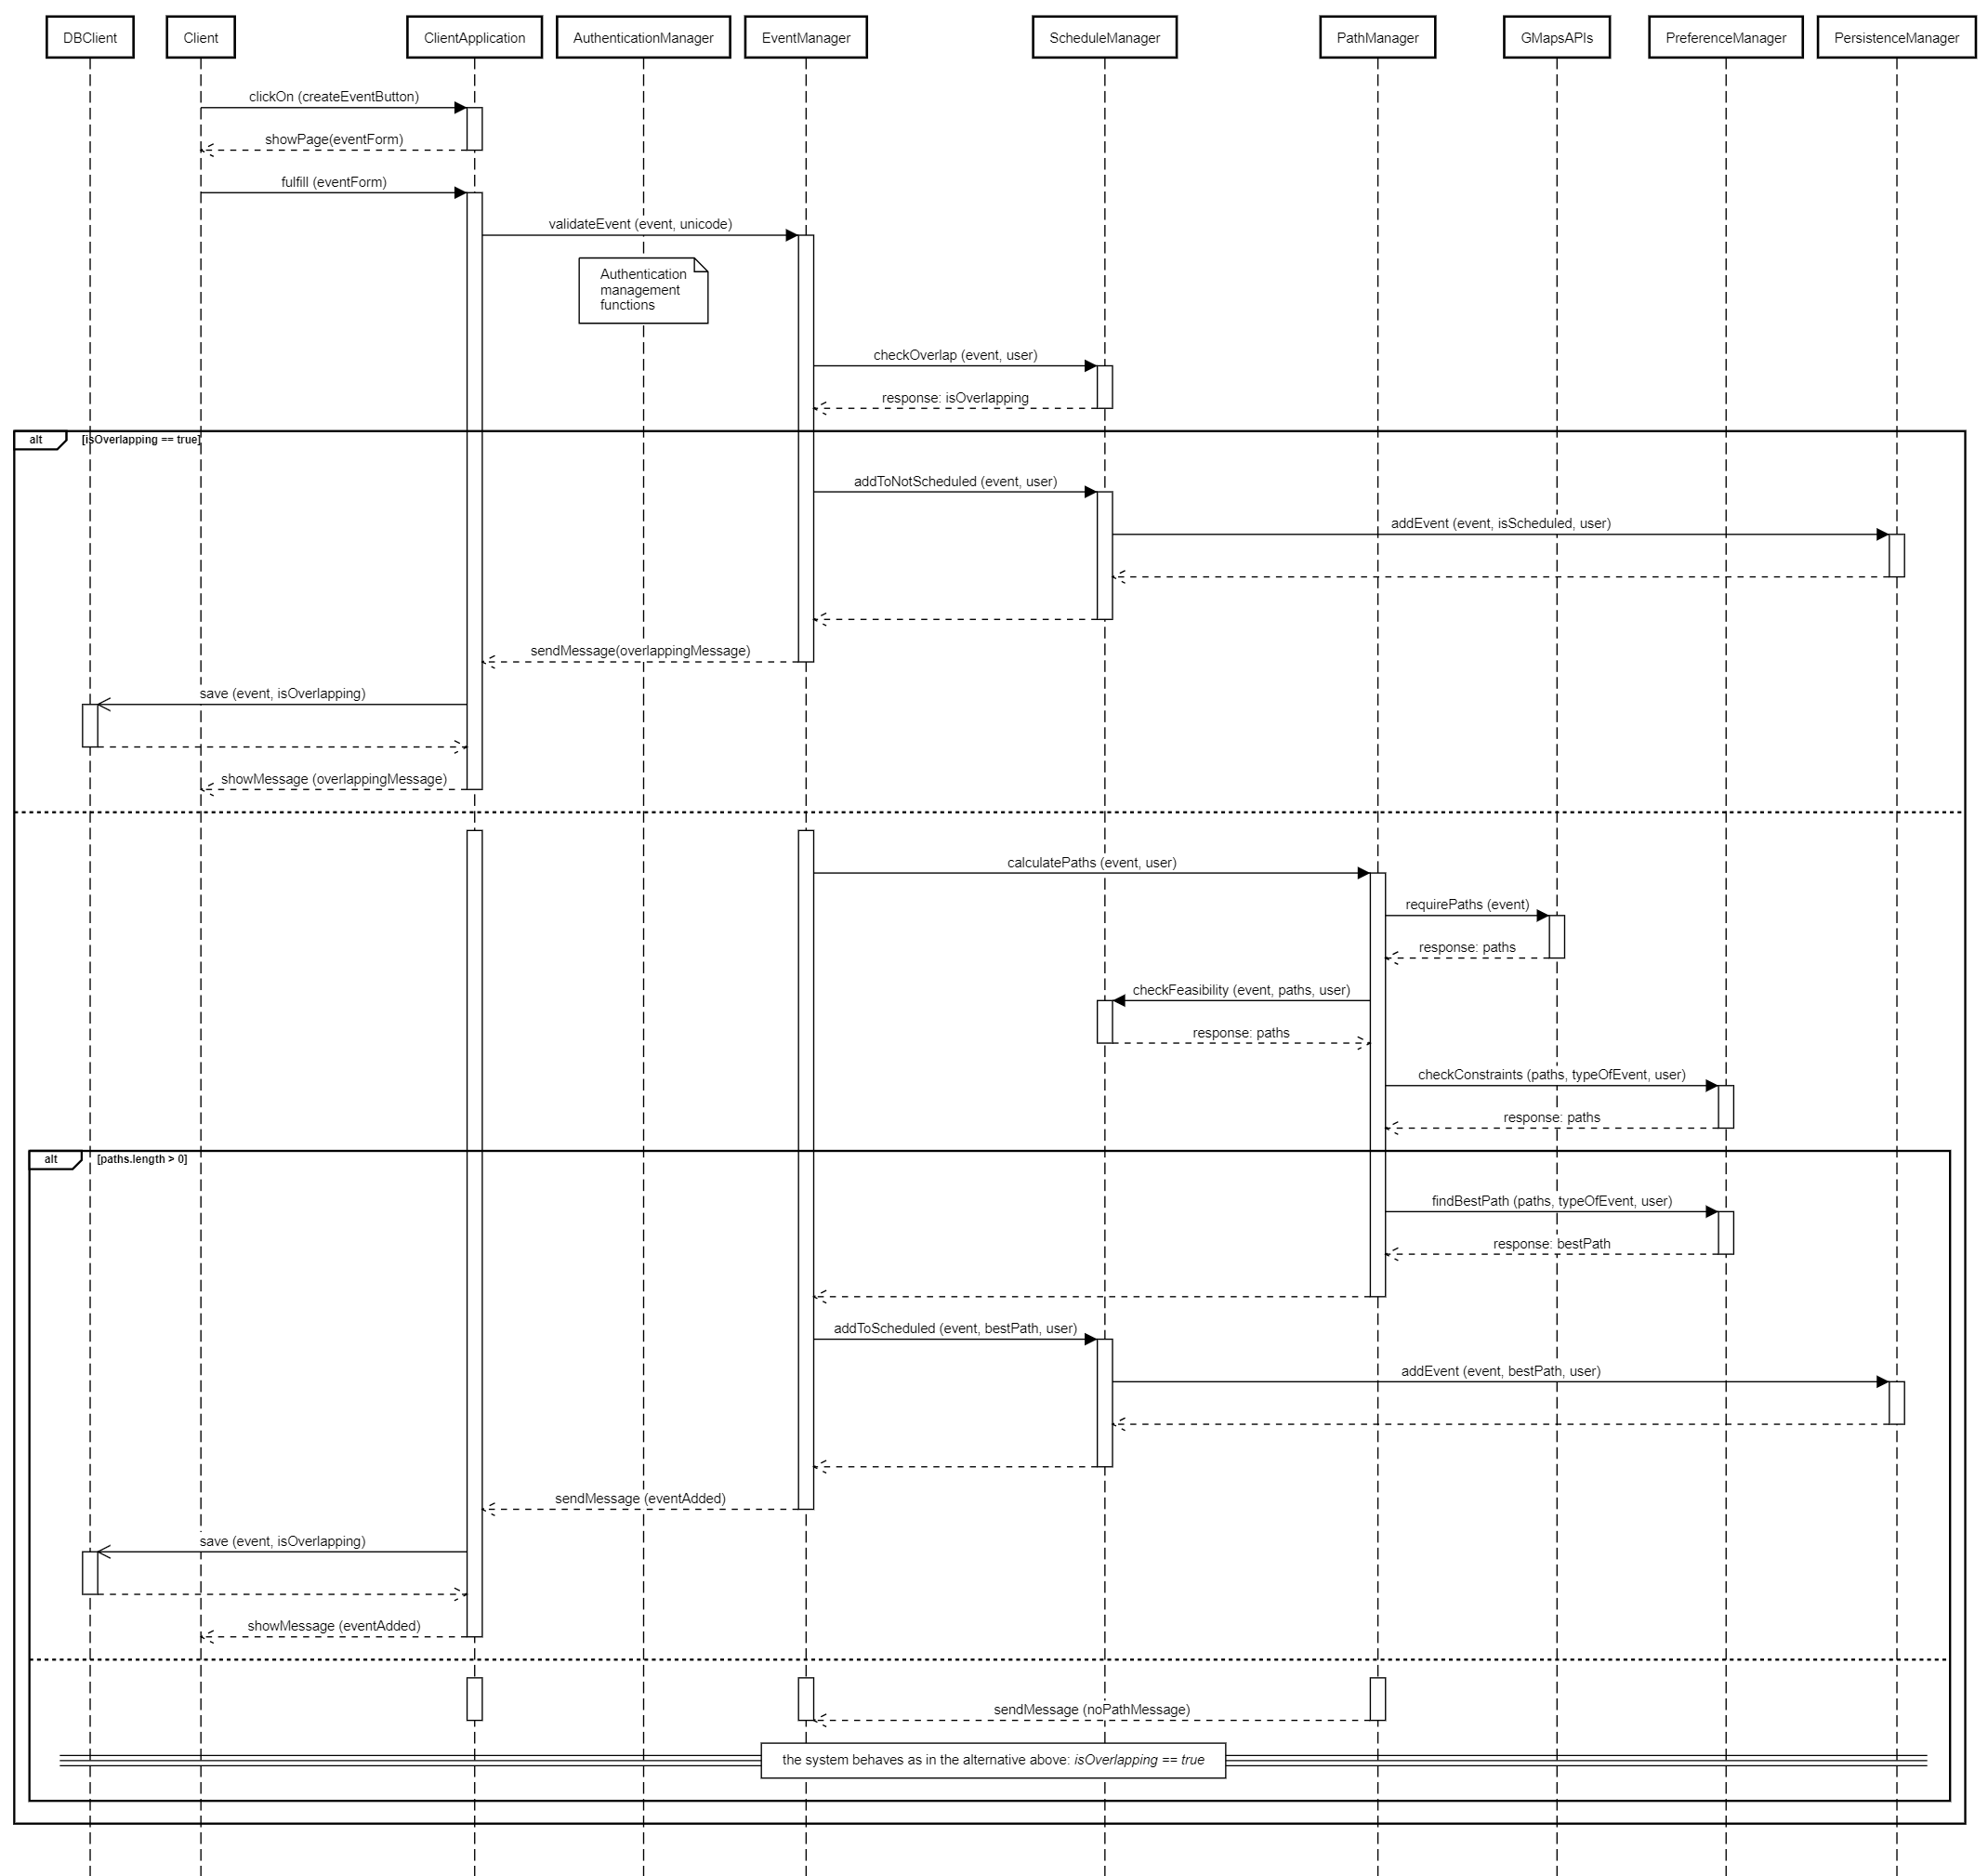 DBClient
Client
ClientApplication
AuthenticationManager
EventManager
ScheduleManager
PathManager
GMapsAPIs
PreferenceManager
PersistenceManager
clickOn (createEventButton)
showPage(eventForm)
fulfill (eventForm)
validateEvent (event, unicode)
Authentication
management
functions
checkOverlap (event, user)
response: isOverlapping
alt
[isOverlapping == true]
addToNotScheduled (event, user)
addEvent (event, isScheduled, user)
sendMessage(overlappingMessage)
save (event, isOverlapping)
showMessage (overlappingMessage)
calculatePaths (event, user)
requirePaths (event)
response: paths
checkFeasibility (event, paths, user)
response: paths
checkConstraints (paths, typeOfEvent, user)
response: paths
alt
[paths.length > 0]
findBestPath (paths, typeOfEvent, user)
response: bestPath
addToScheduled (event, bestPath, user)
addEvent (event, bestPath, user)
sendMessage (eventAdded)
save (event, isOverlapping)
showMessage (eventAdded)
sendMessage (noPathMessage)
the system behaves as in the alternative above: isOverlapping == true